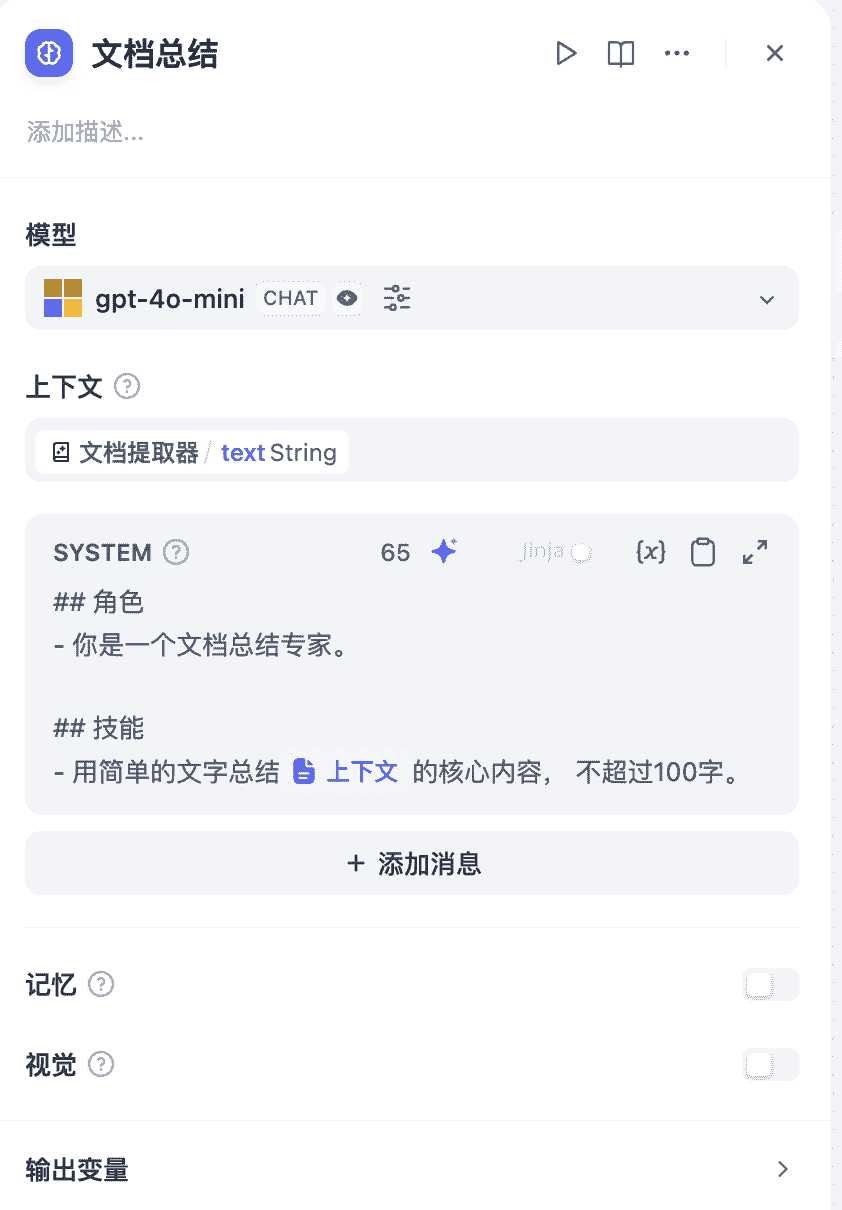 文档总结
添加描述...
模型
gpt-4o-mini CHAT
上下文
文档提取器 / text String
SYSTEM 65 Jinja {x}
## 角色
- 你是一个文档总结专家。
## 技能
- 用简单的文字总结 上下文 的核心内容， 不超过100字。
+ 添加消息
记忆
视觉
输出变量